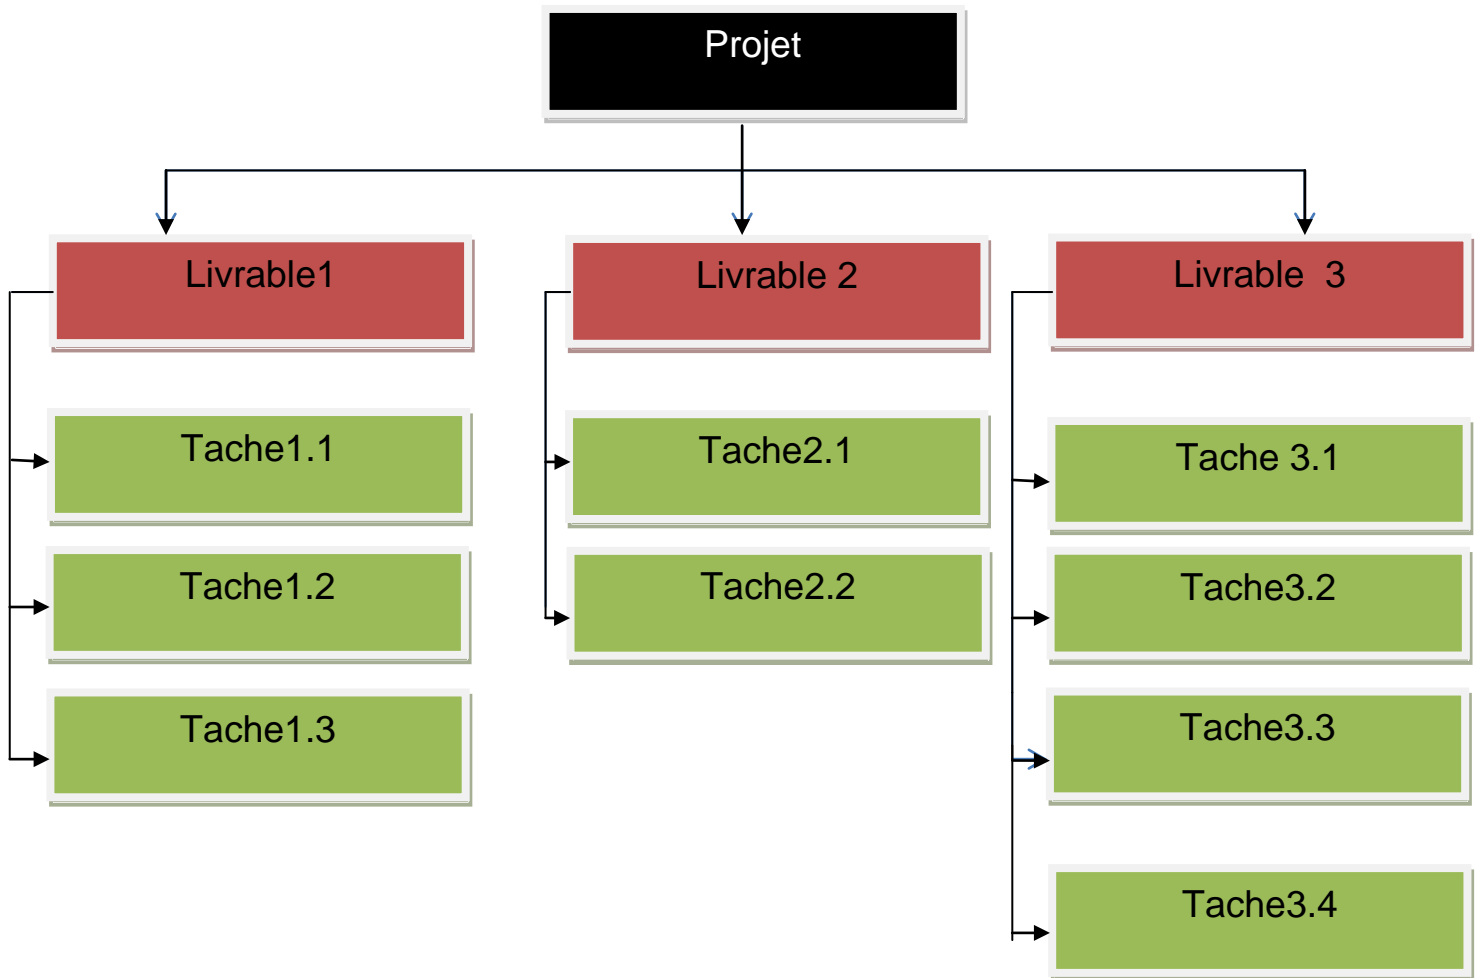 Projet
Livrable1
Livrable 2
Livrable  3
Tache1.1
Tache2.1
Tache 3.1
Tache1.2
Tache2.2
Tache3.2
Tache1.3
Tache3.3
Tache3.4